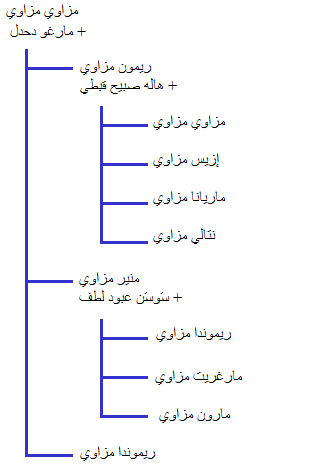 مزاوي مزاوي
+ مارغو دحدل
ريمون مزاوي
+ هاله صبيح قبطي
مزاوي مزاوي
إزيس مزاوي
ماريانا مزاوي
نتالي مزاوي
منير مزاوي
+ سَوسَن عبود لطف
ريموندا مزاوي
مارغريت مزاوي
مارون مزاوي
ريموندا مزاوي